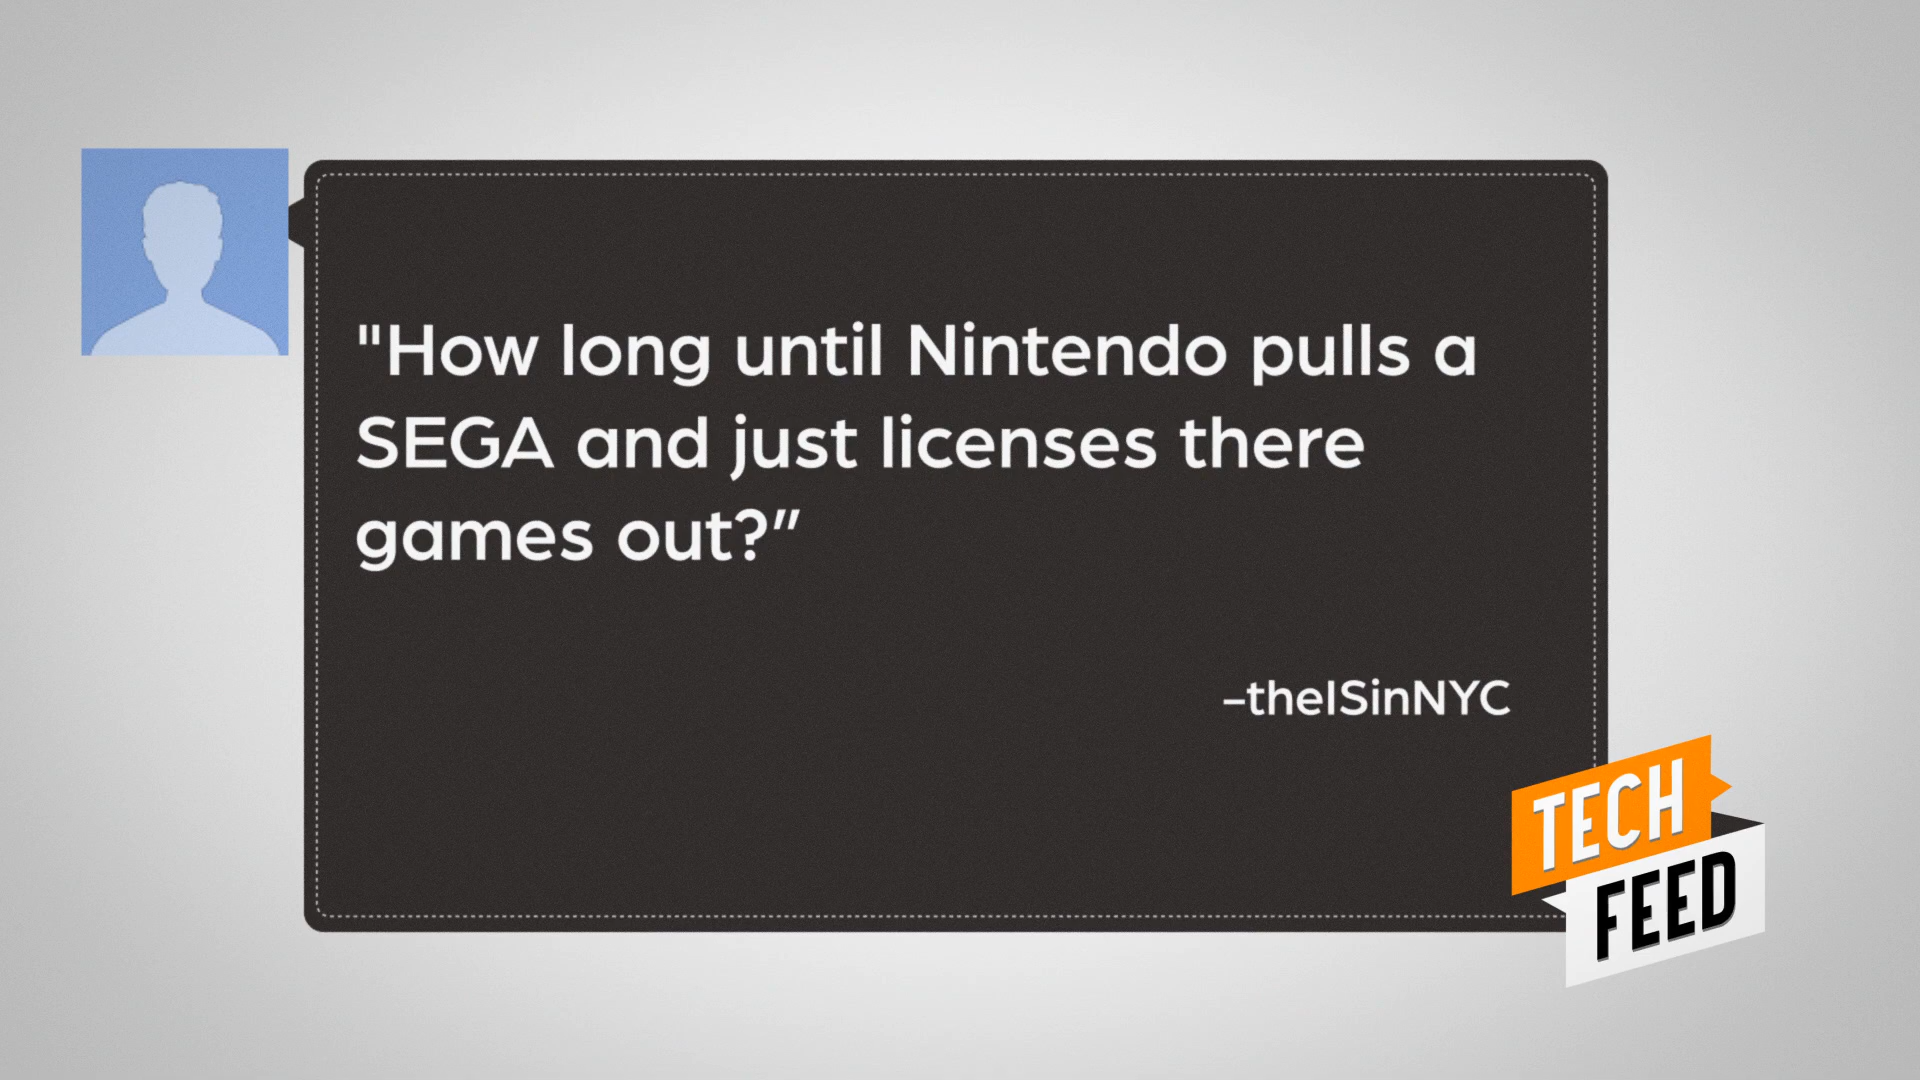 "How long until Nintendo pulls a
SEGA and just licenses there
games out?”
–theISinNYC
TECH
FEED